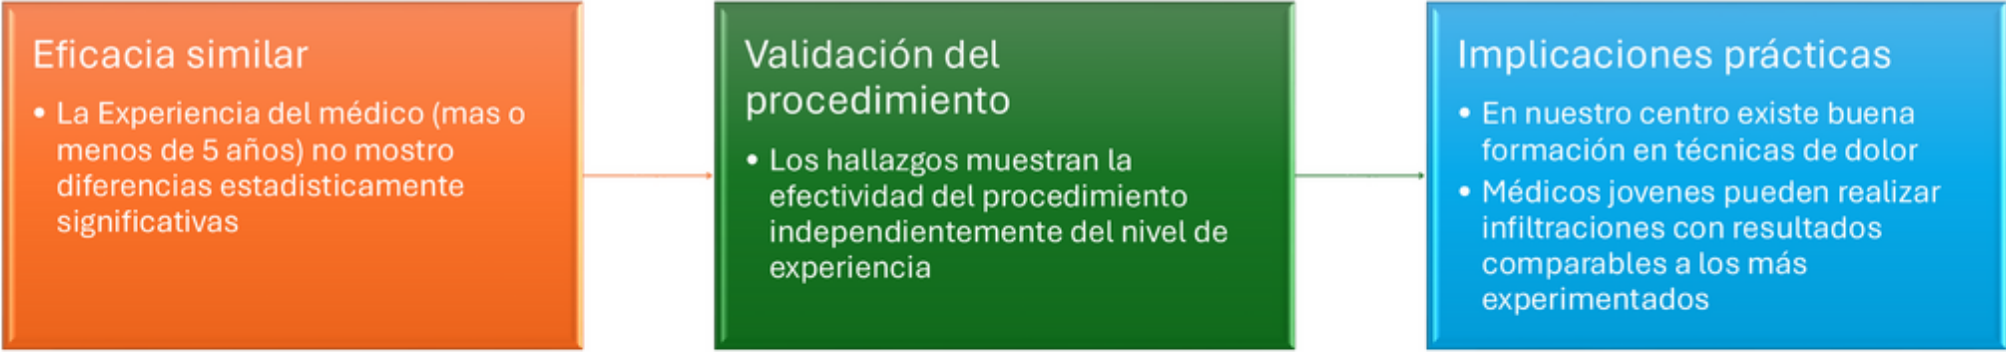 Eficacia similar
• La Experiencia del médico (mas o
menos de 5 años) no mostro
diferencias estadisticamente
significativas
Validación del
procedimiento
• Los hallazgos muestran la
efectividad del procedimiento
independientemente del nivel de
experiencia
Implicaciones prácticas
• En nuestro centro existe buena
formación en técnicas de dolor
• Médicos jovenes pueden realizar
infiltraciones con resultados
comparables a los más
experimentados